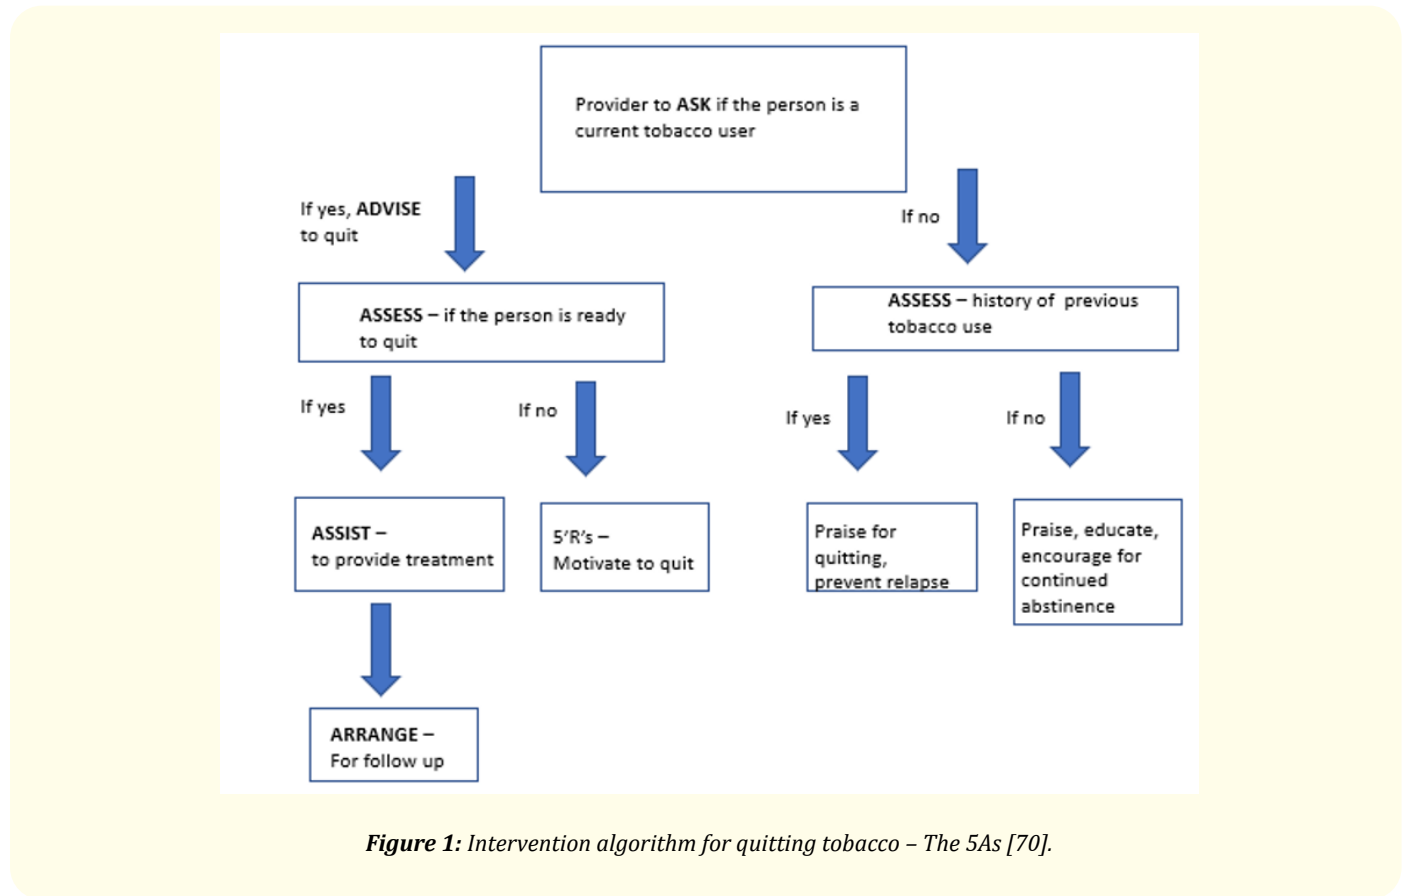 Provider to ASK if the person is a
current tobacco user
If yes, ADVISE
to quit
If no
ASSESS – if the person is ready
to quit
ASSESS – history of previous
tobacco use
If yes
If no
If yes
If no
ASSIST –
to provide treatment
5'R's –
Motivate to quit
Praise for
quitting,
prevent relapse
Praise, educate,
encourage for
continued
abstinence
ARRANGE –
For follow up
Figure 1: Intervention algorithm for quitting tobacco – The 5As [70].